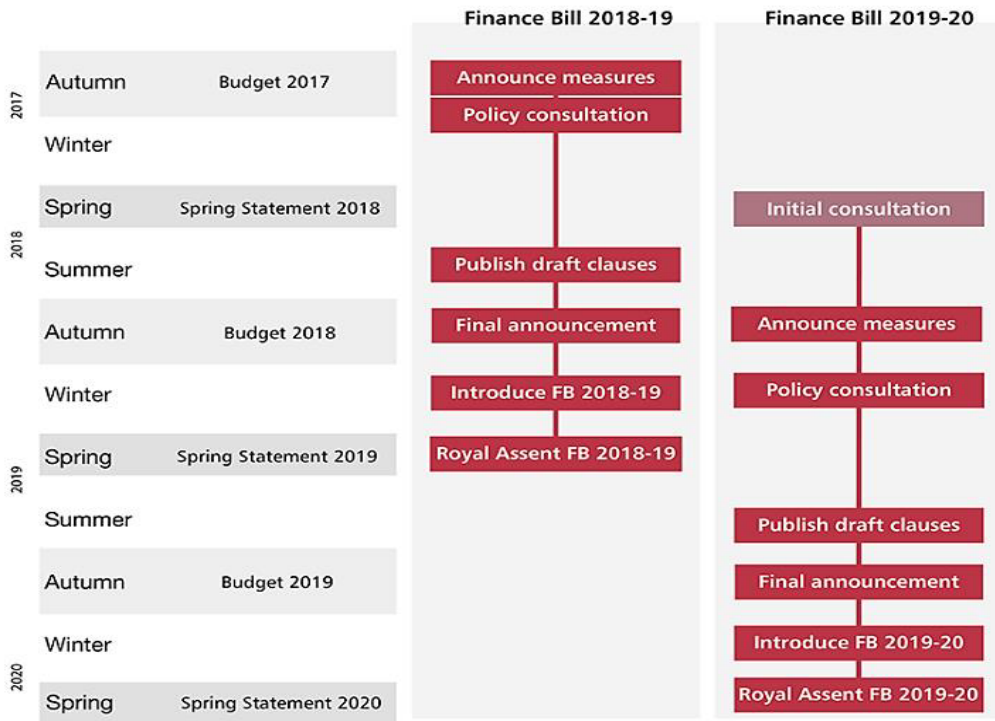 Finance Bill 2018-19 Finance Bill 2019-20
2017
Autumn Budget 2017 Announce measures
Policy consultation
Winter
2018
Spring Spring Statement 2018 Initial consultation
Summer Publish draft clauses
Autumn Budget 2018 Final announcement Announce measures
Winter Introduce FB 2018-19 Policy consultation
2019
Spring Spring Statement 2019 Royal Assent FB 2018-19
Summer Publish draft clauses
Autumn Budget 2019 Final announcement
Winter Introduce FB 2019-20
2020
Spring Spring Statement 2020 Royal Assent FB 2019-20